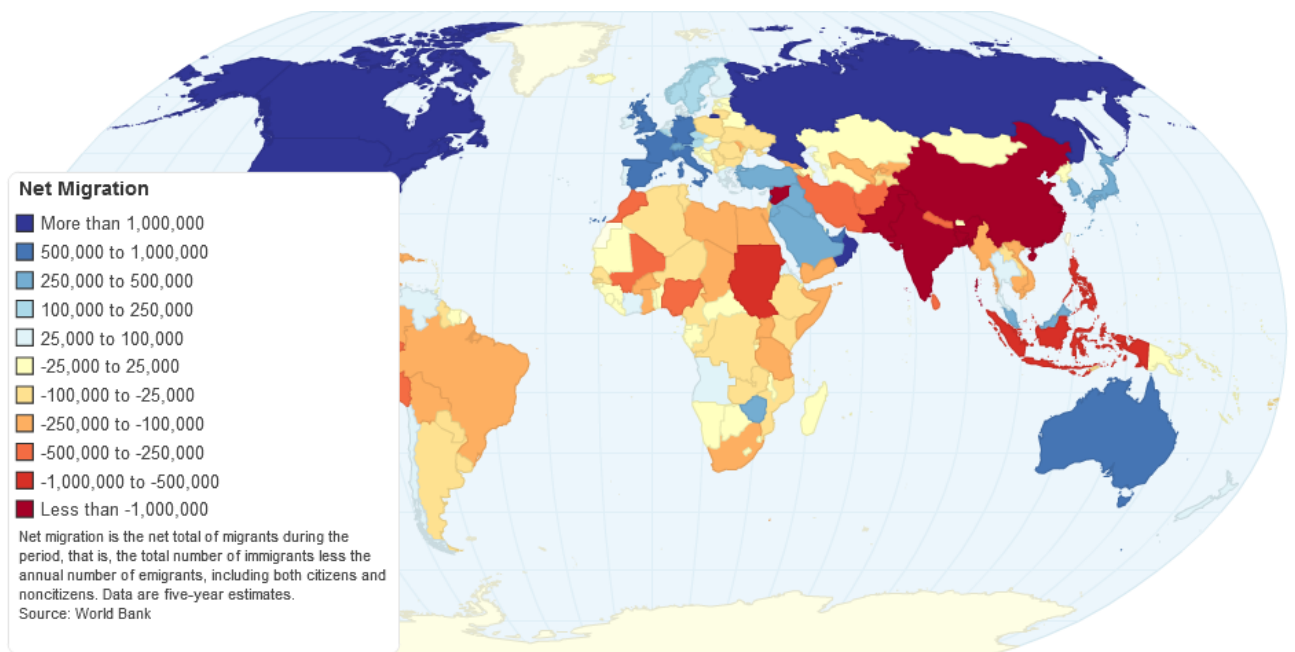 Net Migration
More than 1,000,000
500,000 to 1,000,000
250,000 to 500,000
100,000 to 250,000
25,000 to 100,000
-25,000 to 25,000
-100,000 to -25,000
-250,000 to -100,000
-500,000 to -250,000
-1,000,000 to -500,000
Less than -1,000,000
Net migration is the net total of migrants during the
period, that is, the total number of immigrants less the
annual number of emigrants, including both citizens and
noncitizens. Data are five-year estimates.
Source: World Bank